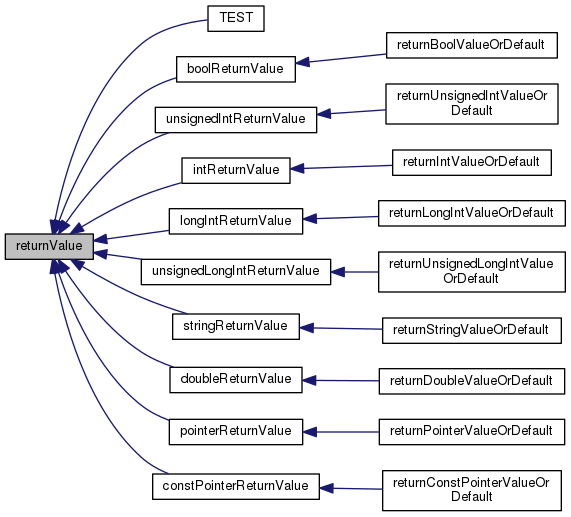 TEST
boolReturnValue
returnBoolValueOrDefault
unsignedIntReturnValue
returnUnsignedIntValueOr
Default
intReturnValue
returnIntValueOrDefault
longIntReturnValue
returnLongIntValueOrDefault
returnValue
unsignedLongIntReturnValue
returnUnsignedLongIntValue
OrDefault
stringReturnValue
returnStringValueOrDefault
doubleReturnValue
returnDoubleValueOrDefault
pointerReturnValue
returnPointerValueOrDefault
constPointerReturnValue
returnConstPointerValueOr
Default